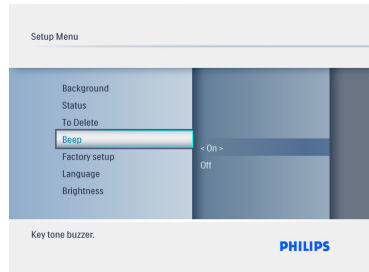 Setup Menu
Background
Status
To Delete
Beep
Factory setup
Language
Brightness
< On >
Off
Key tone buzzer.
PHILIPS